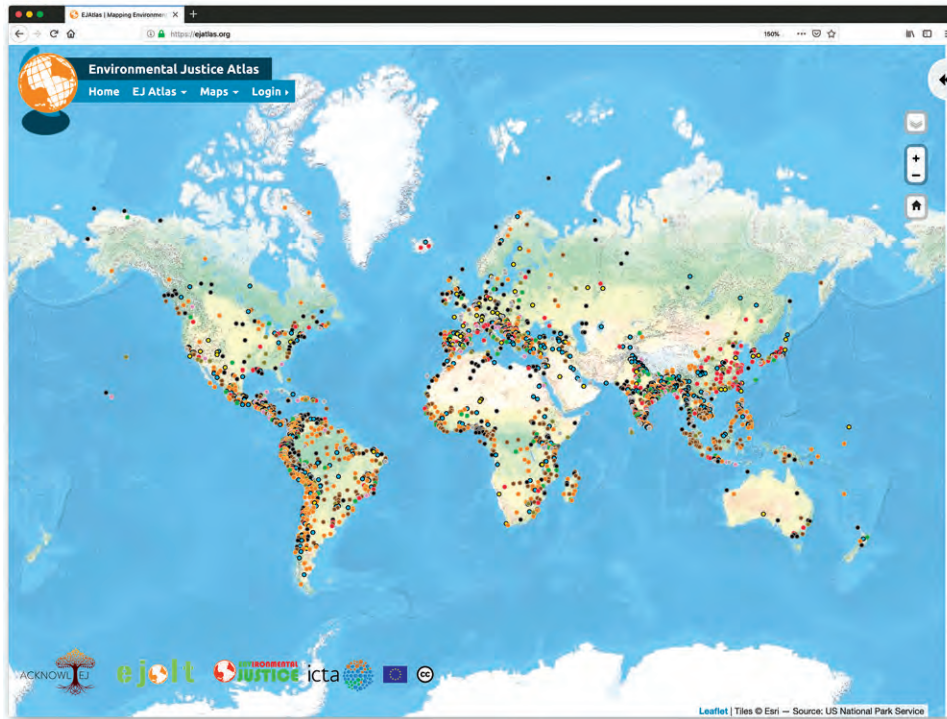 EJAtlas | Mapping Environmen
https://ejatlas.org
150%
Environmental Justice Atlas
Home EJ Atlas Maps Login
+
−
ACKNOWL EJ
ejolt
ENVIRONMENTAL
JUSTICE
icta
cc
Leaflet | Tiles © Esri — Source: US National Park Service